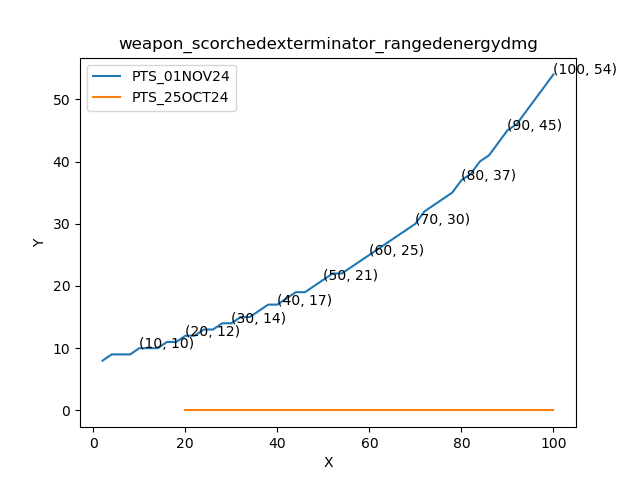 weapon_scorchedexterminator_rangedenergydmg
PTS_01NOV24
PTS_25OCT24
(100, 54)
(90, 45)
(80, 37)
(70, 30)
(60, 25)
(50, 21)
(40, 17)
(30, 14)
(20, 12)
(10, 10)
50
40
30
20
10
0
Y
0 20 40 60 80 100
X